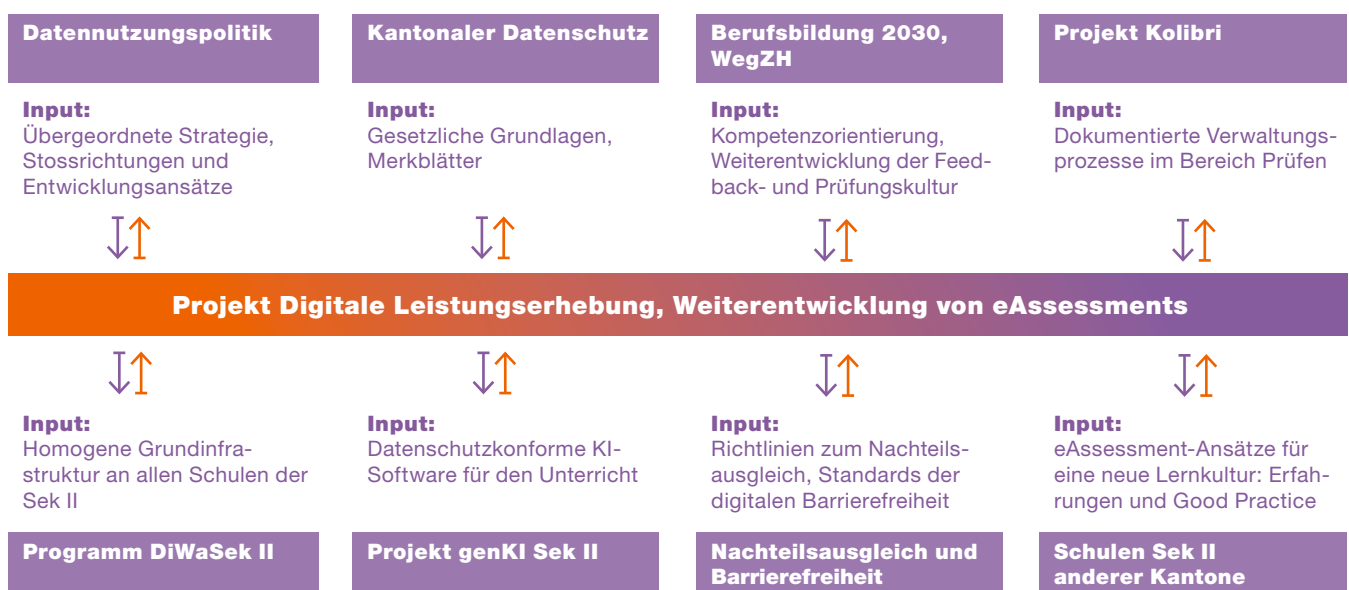 Datennutzungspolitik
Input:
Übergeordnete Strategie,
Stossrichtungen und
Entwicklungsansätze
Kantonaler Datenschutz
Input:
Gesetzliche Grundlagen,
Merkblätter
Berufsbildung 2030,
WegZH
Input:
Kompetenzorientierung,
Weiterentwicklung der Feed-
back- und Prüfungskultur
Projekt Kolibri
Input:
Dokumentierte Verwaltungs-
prozesse im Bereich Prüfen
Projekt Digitale Leistungserhebung, Weiterentwicklung von eAssessments
Input:
Homogene Grundinfra-
struktur an allen Schulen der
Sek II
Programm DiWaSek II
Input:
Datenschutzkonforme KI-
Software für den Unterricht
Projekt genKI Sek II
Input:
Richtlinien zum Nachteils-
ausgleich, Standards der
digitalen Barrierefreiheit
Nachteilsausgleich und
Barrierefreiheit
Input:
eAssessment-Ansätze für
eine neue Lernkultur: Erfah-
rungen und Good Practice
Schulen Sek II
anderer Kantone